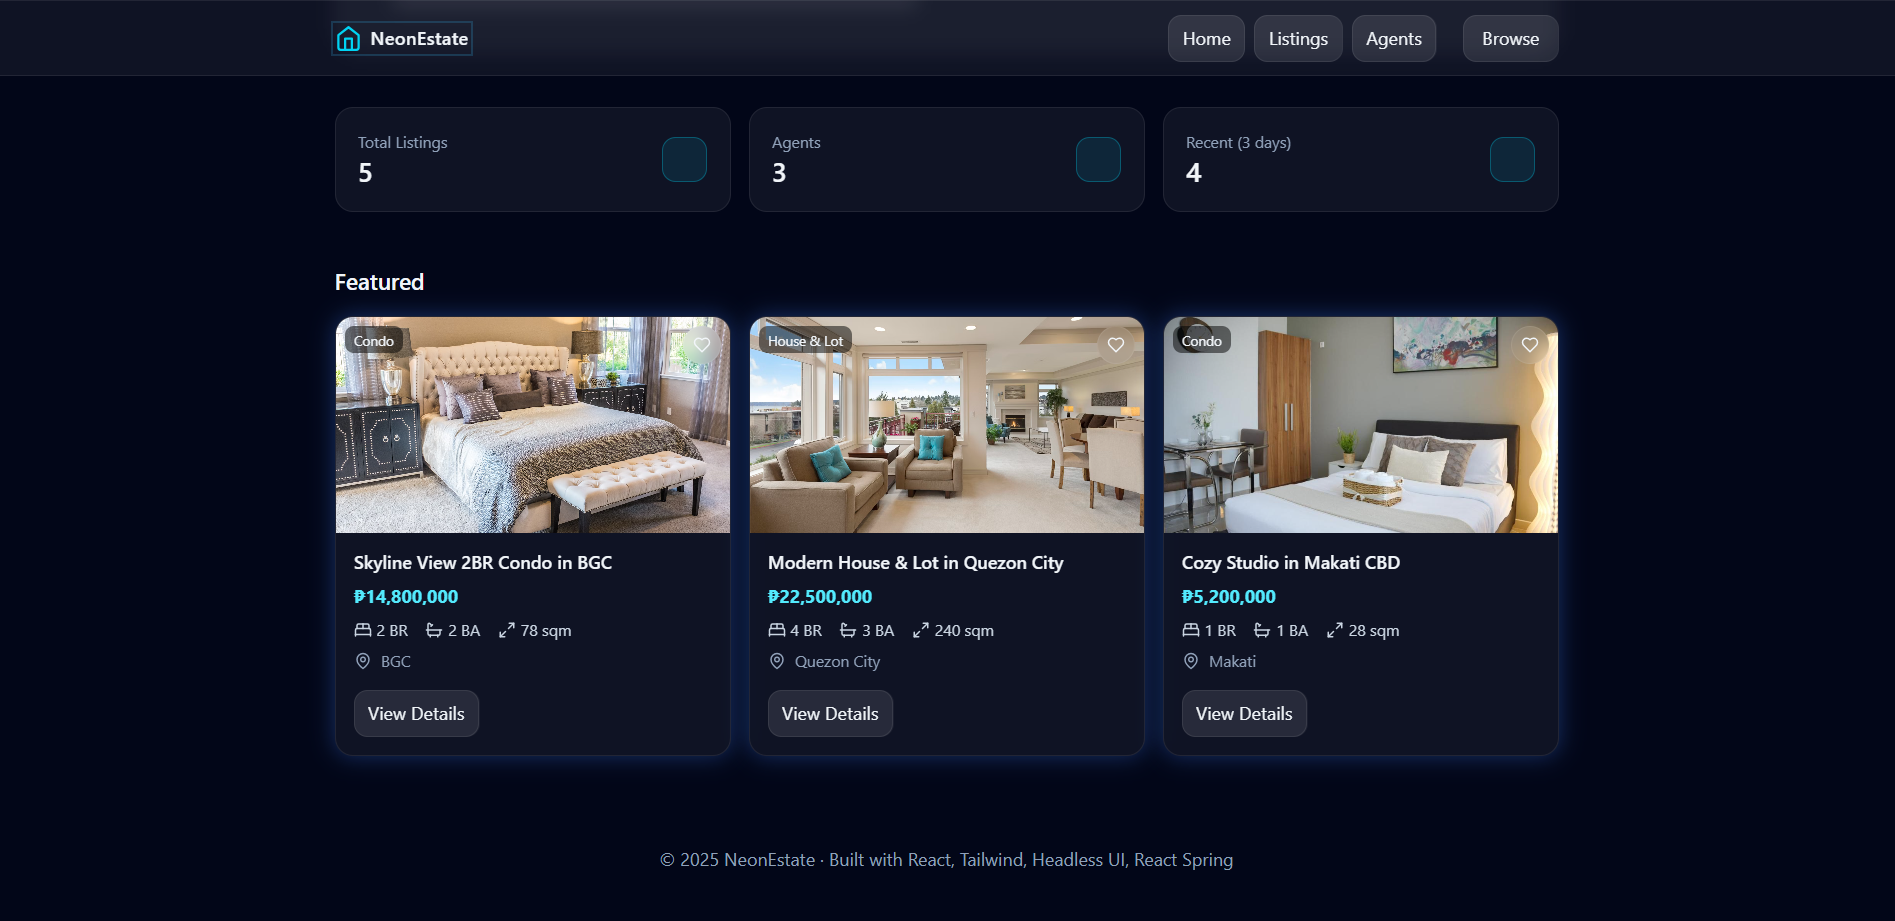 NeonEstate
Home Listings Agents Browse
Total Listings
5
Agents
3
Recent (3 days)
4
Featured
Condo
Skyline View 2BR Condo in BGC
₱14,800,000
2 BR 2 BA 78 sqm
BGC
View Details
House & Lot
Modern House & Lot in Quezon City
₱22,500,000
4 BR 3 BA 240 sqm
Quezon City
View Details
Condo
Cozy Studio in Makati CBD
₱5,200,000
1 BR 1 BA 28 sqm
Makati
View Details
© 2025 NeonEstate · Built with React, Tailwind, Headless UI, React Spring